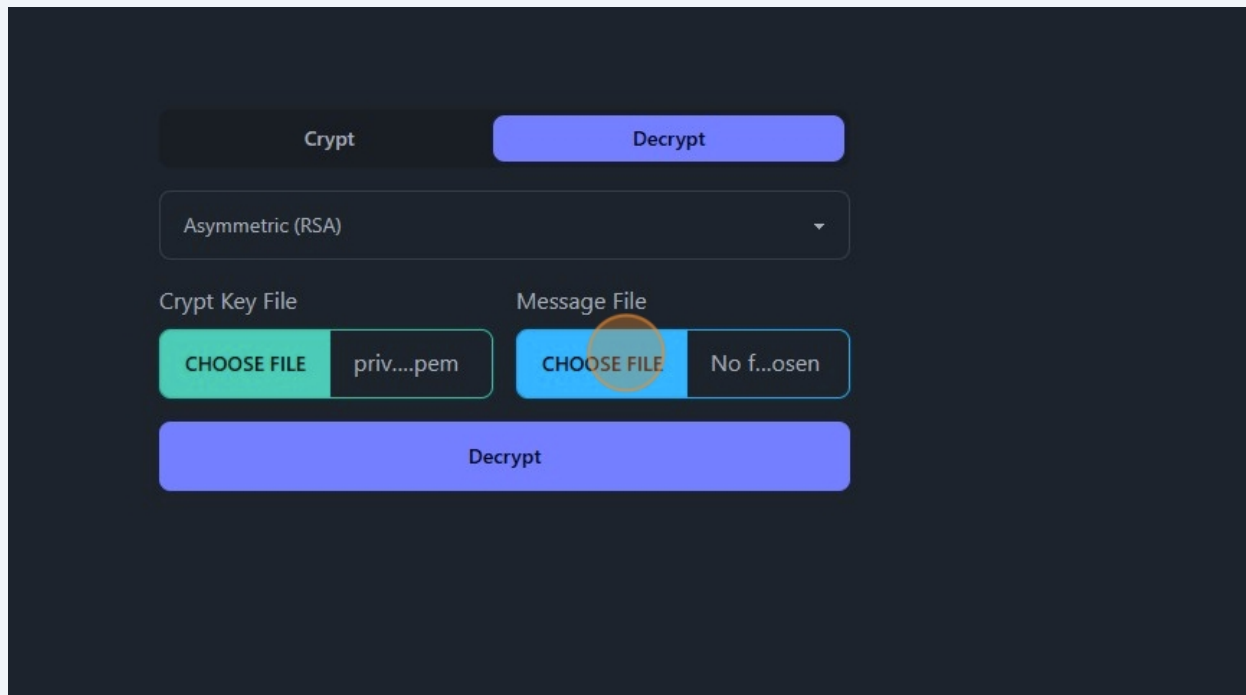 Crypt Decrypt
Asymmetric (RSA)
Crypt Key File Message File
CHOOSE FILE priv....pem CHOOSE FILE No f...osen
Decrypt